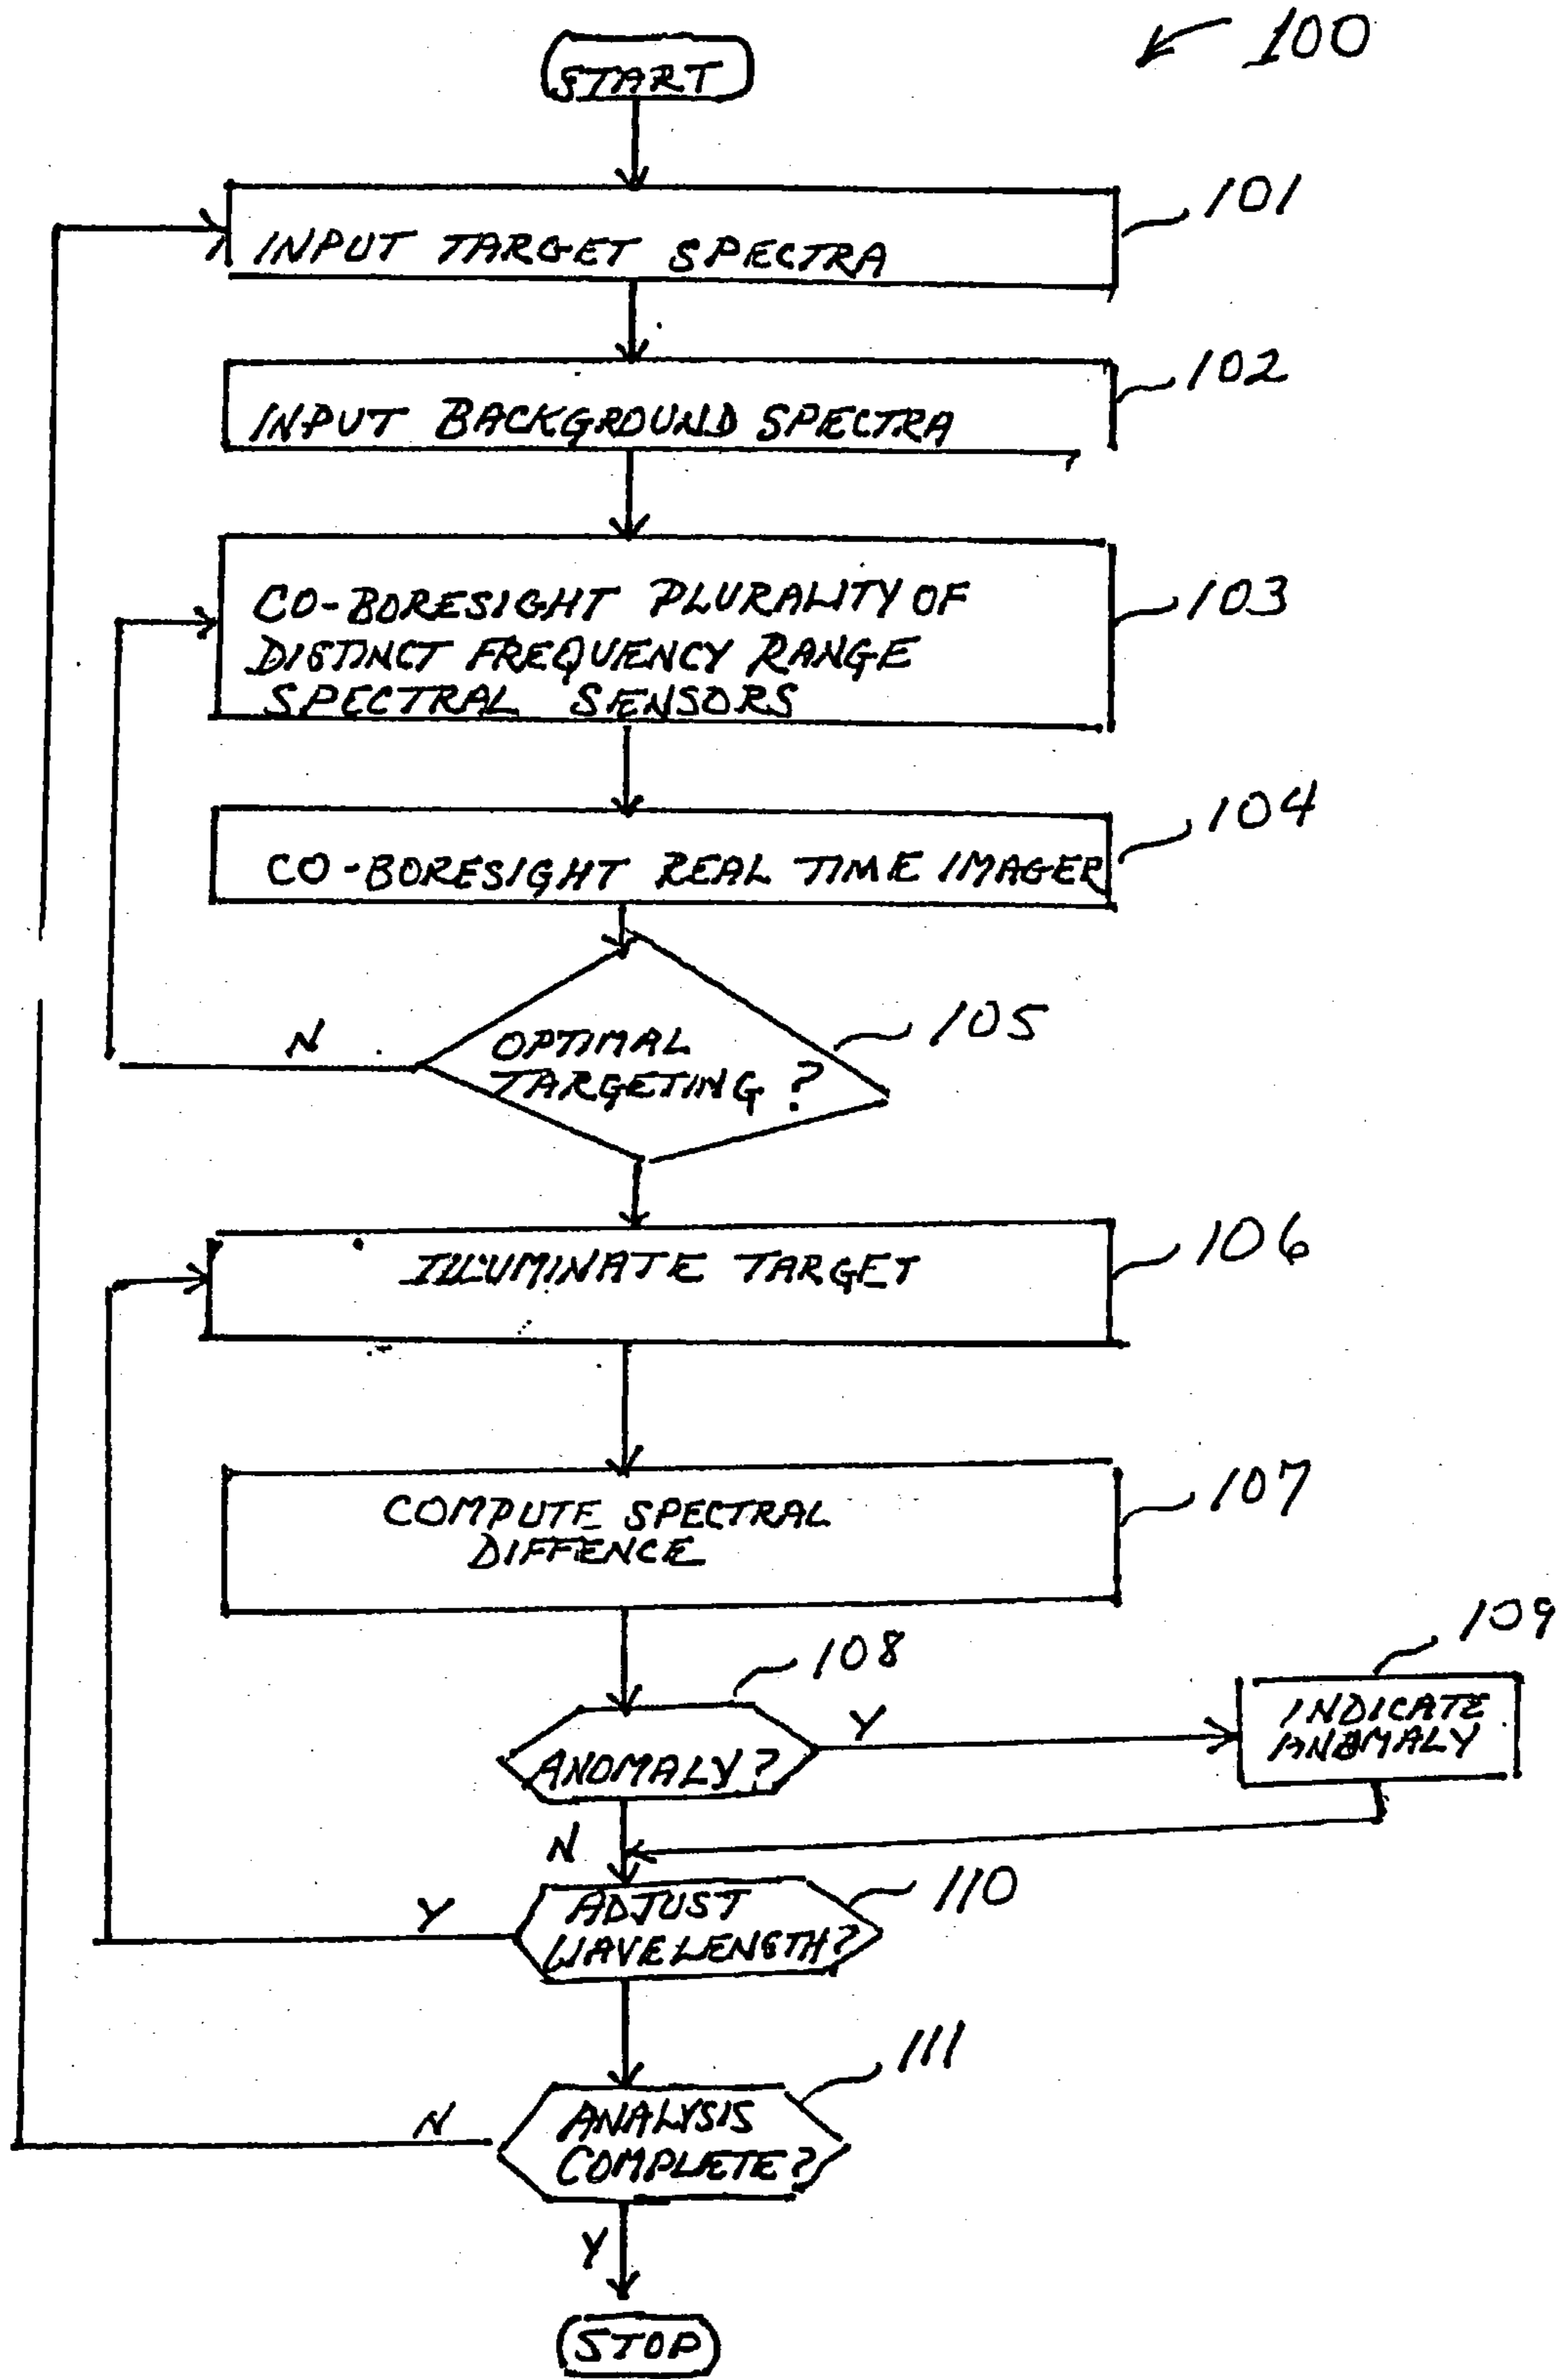 100
START
101
INPUT TARGET SPECTRA
102
INPUT BACKGROUND SPECTRA
CO-BORESIGHT PLURALITY OF
103
DISTINCT FREQUENCY RANGE
SPECTRAL SENSORS
104
CO-BORESIGHT REAL TIME IMAGER
105
N
OPTIMAL
TARGETING ?
106
ILLUMINATE TARGET
107
COMPUTE SPECTRAL
DIFFENCE
109
108
Y
INDICATE
ANOMALY
ANOMALY?
N
110
Y
ADJUST
WAVELENGTH?
111
N
ANALYSIS
COMPLETE?
Y
STOP